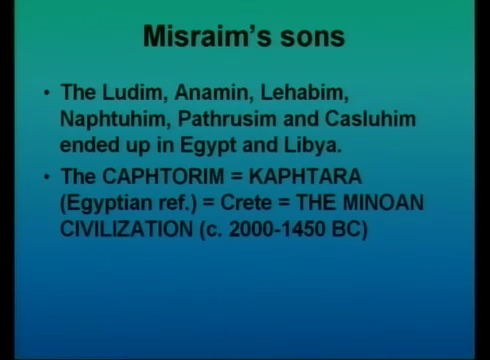 Misraim's sons
• The Ludim, Anamin, Lehabim,
Naphtuhim, Pathrusim and Casluhim
ended up in Egypt and Libya.
• The CAPHTORIM = KAPHTARA
(Egyptian ref.) = Crete = THE MINOAN
CIVILIZATION (c. 2000-1450 BC)